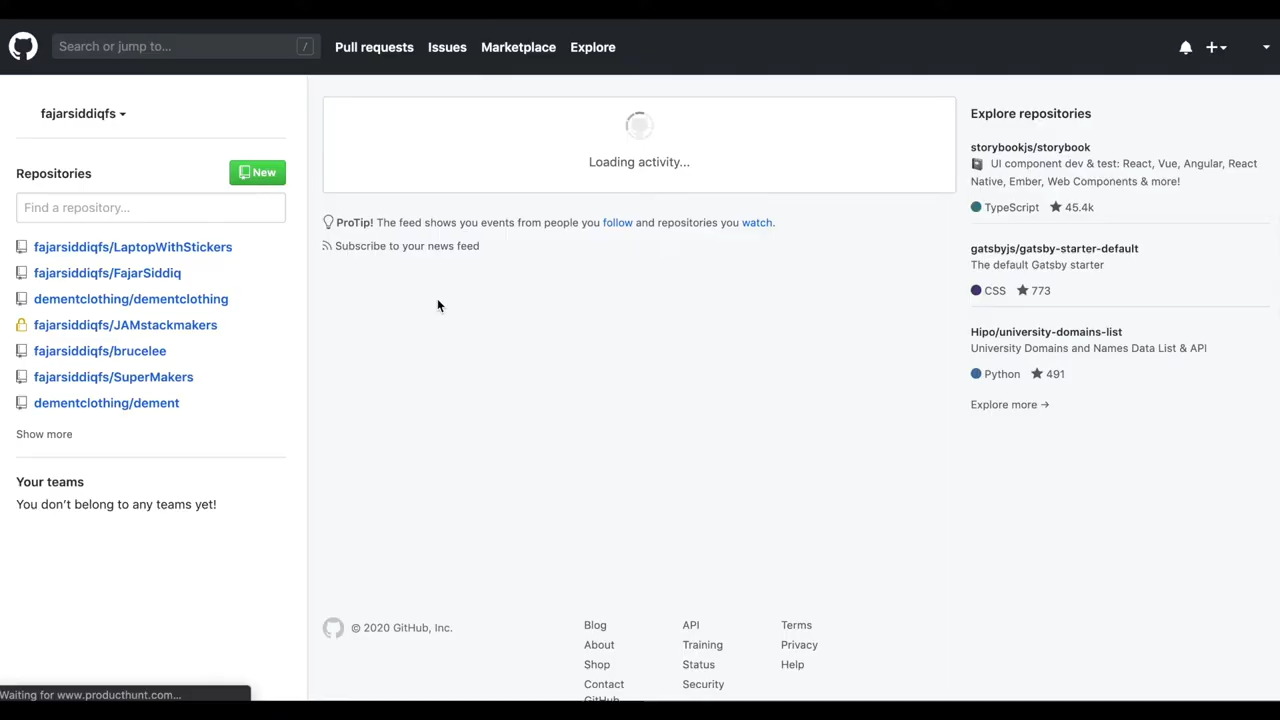 Search or jump to... /
Pull requests Issues Marketplace Explore
fajarsiddiqfs
Repositories
New
Find a repository...
fajarsiddiqfs/LaptopWithStickers
fajarsiddiqfs/FajarSiddiq
dementclothing/dementclothing
fajarsiddiqfs/JAMstackmakers
fajarsiddiqfs/brucelee
fajarsiddiqfs/SuperMakers
dementclothing/dement
Show more
Your teams
You don’t belong to any teams yet!
Waiting for www.producthunt.com...
Loading activity...
ProTip! The feed shows you events from people you follow and repositories you watch.
Subscribe to your news feed
Explore repositories
storybookjs/storybook
UI component dev & test: React, Vue, Angular, React
Native, Ember, Web Components & more!
TypeScript 45.4k
gatsbyjs/gatsby-starter-default
The default Gatsby starter
CSS 773
Hipo/university-domains-list
University Domains and Names Data List & API
Python 491
Explore more →
© 2020 GitHub, Inc.
Blog
About
Shop
Contact
GitHub
API
Training
Status
Security
Terms
Privacy
Help